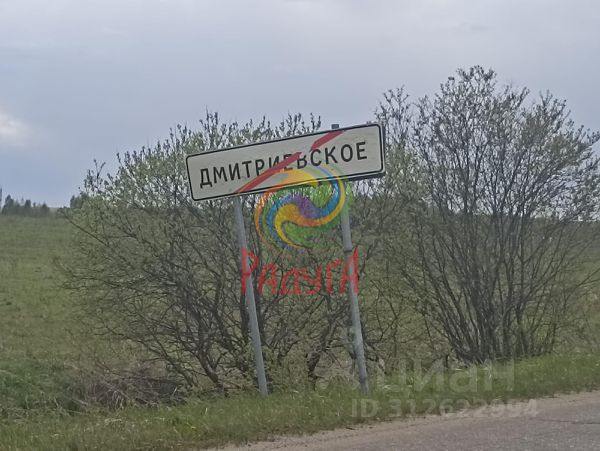 ДМИТРИЕВСКОЕ
РАДУГА
Циан
ID 312622994